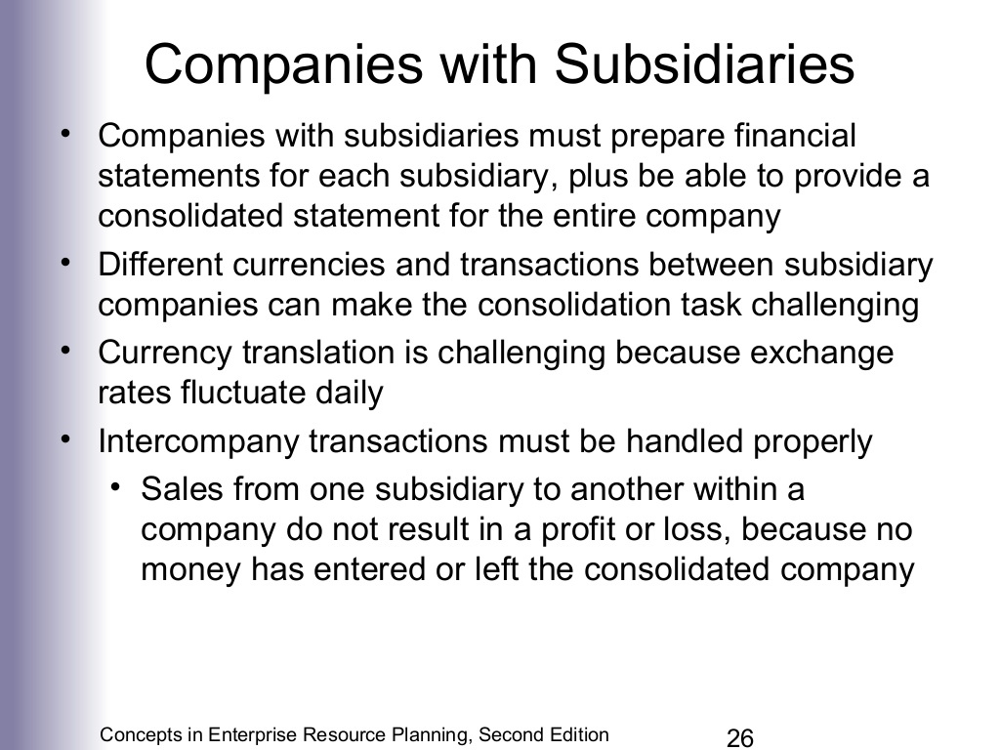 Companies with Subsidiaries
• Companies with subsidiaries must prepare financial
statements for each subsidiary, plus be able to provide a
consolidated statement for the entire company
• Different currencies and transactions between subsidiary
companies can make the consolidation task challenging
• Currency translation is challenging because exchange
rates fluctuate daily
• Intercompany transactions must be handled properly
• Sales from one subsidiary to another within a
company do not result in a profit or loss, because no
money has entered or left the consolidated company
Concepts in Enterprise Resource Planning, Second Edition
26